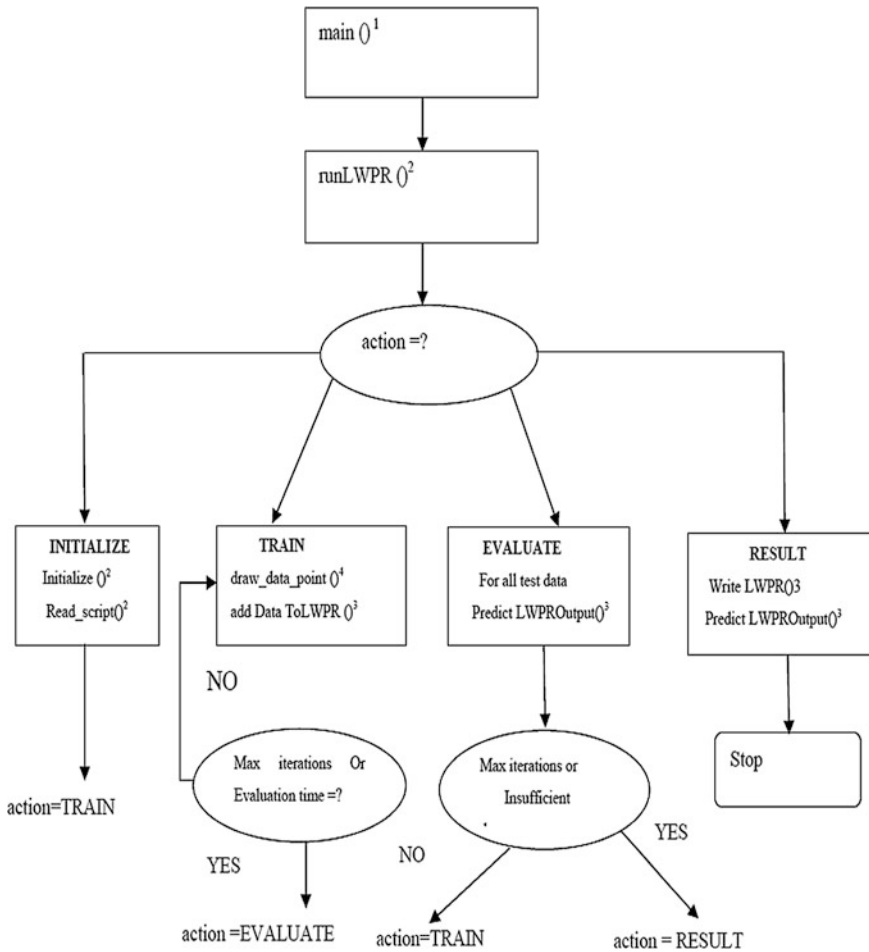 main ()¹
runLWPR ()²
action =?
INITIALIZE
Initialize ()²
Read_script()²
TRAIN
draw_data_point ()⁴
add Data ToLWPR ()³
EVALUATE
For all test data
Predict LWPROutput()³
RESULT
Write LWPR()3
Predict LWPROutput()³
NO
Max iterations Or
Evaluation time =?
Max iterations or
Insufficient
Stop
action=TRAIN
YES
NO
YES
action =EVALUATE
action=TRAIN
action = RESULT